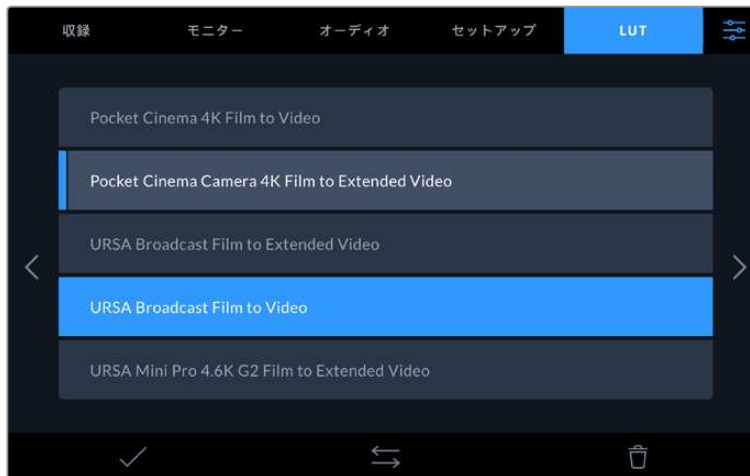 収録 モニター オーディオ セットアップ LUT
Pocket Cinema 4K Film to Video
Pocket Cinema Camera 4K Film to Extended Video
URSA Broadcast Film to Extended Video
URSA Broadcast Film to Video
URSA Mini Pro 4.6K G2 Film to Extended Video